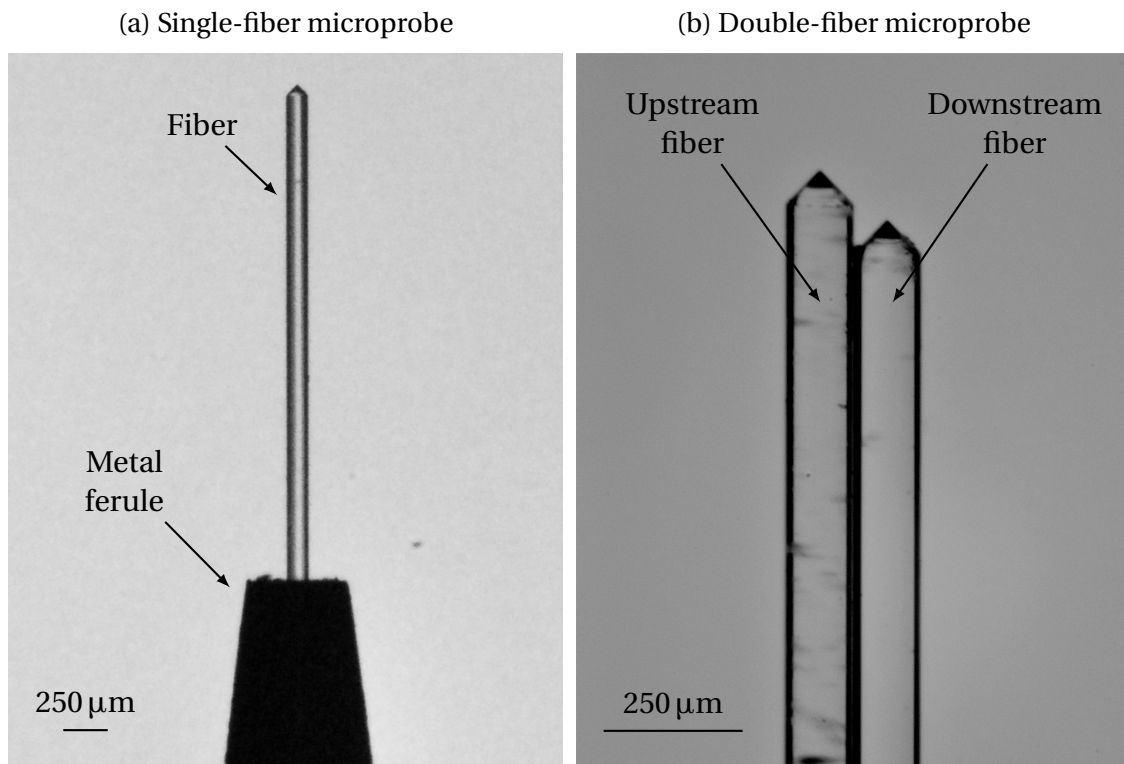 (a) Single-fiber microprobe
(b) Double-fiber microprobe
Fiber
Metal
ferule
250 µm
Upstream
fiber
Downstream
fiber
250 µm